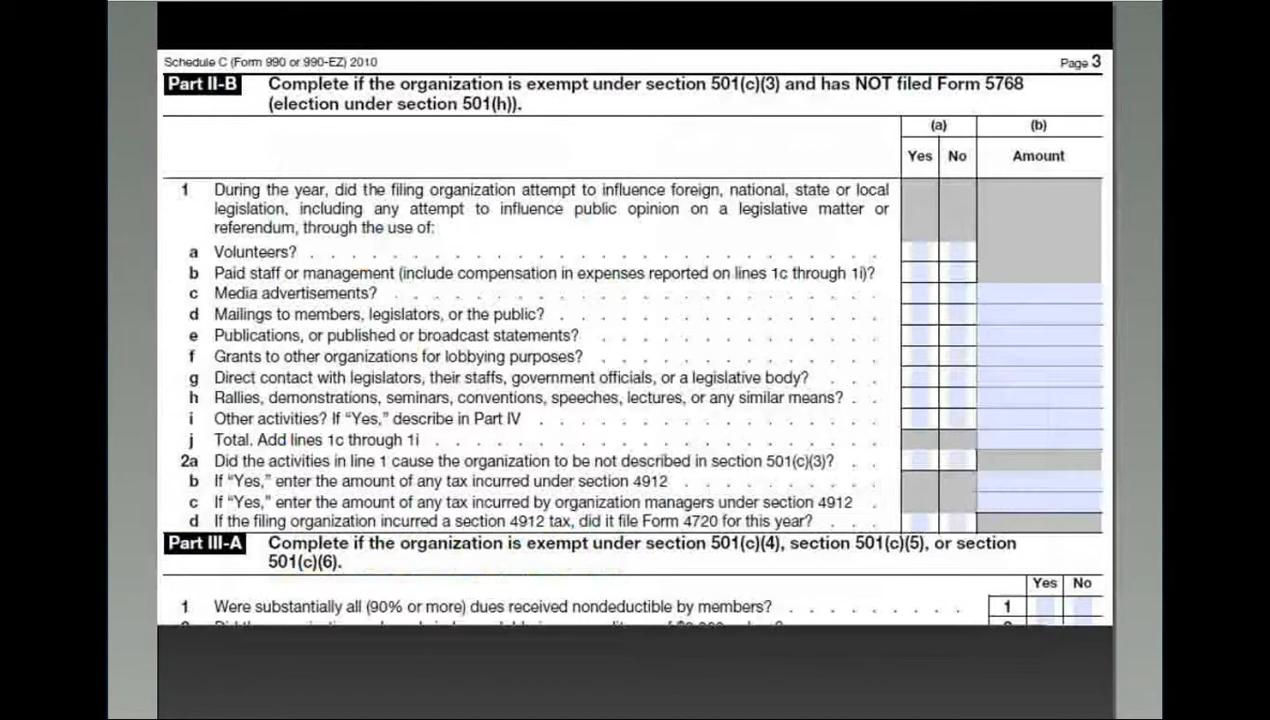 Schedule C (Form 990 or 990-EZ) 2010 Page 3
Part II-B Complete if the organization is exempt under section 501(c)(3) and has NOT filed Form 5768
(election under section 501(h)).
(a) (b)
Yes No Amount
1 During the year, did the filing organization attempt to influence foreign, national, state or local
legislation, including any attempt to influence public opinion on a legislative matter or
referendum, through the use of:
a Volunteers?
b Paid staff or management (include compensation in expenses reported on lines 1c through 1i)?
c Media advertisements?
d Mailings to members, legislators, or the public?
e Publications, or published or broadcast statements?
f Grants to other organizations for lobbying purposes?
g Direct contact with legislators, their staffs, government officials, or a legislative body?
h Rallies, demonstrations, seminars, conventions, speeches, lectures, or any similar means?
i Other activities? If “Yes,” describe in Part IV
j Total. Add lines 1c through 1i
2a Did the activities in line 1 cause the organization to be not described in section 501(c)(3)?
b If “Yes,” enter the amount of any tax incurred under section 4912
c If “Yes,” enter the amount of any tax incurred by organization managers under section 4912
d If the filing organization incurred a section 4912 tax, did it file Form 4720 for this year?
Part III-A Complete if the organization is exempt under section 501(c)(4), section 501(c)(5), or section
501(c)(6).
Yes No
1 Were substantially all (90% or more) dues received nondeductible by members? 1